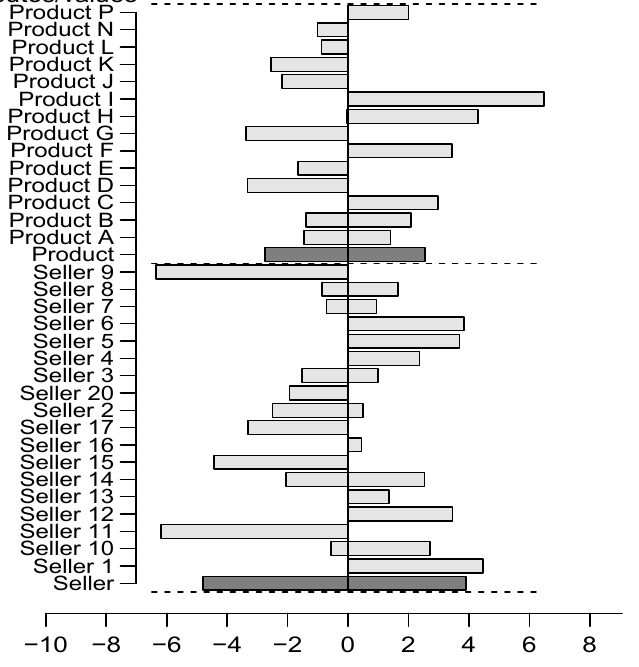 Product P
Product N
Product L
Product K
Product J
Product I
Product H
Product G
Product F
Product E
Product D
Product C
Product B
Product A
Product
Seller 9
Seller 8
Seller 7
Seller 6
Seller 5
Seller 4
Seller 3
Seller 20
Seller 2
Seller 17
Seller 16
Seller 15
Seller 14
Seller 13
Seller 12
Seller 11
Seller 10
Seller 1
Seller
−10 −8 −6 −4 −2 0 2 4 6 8